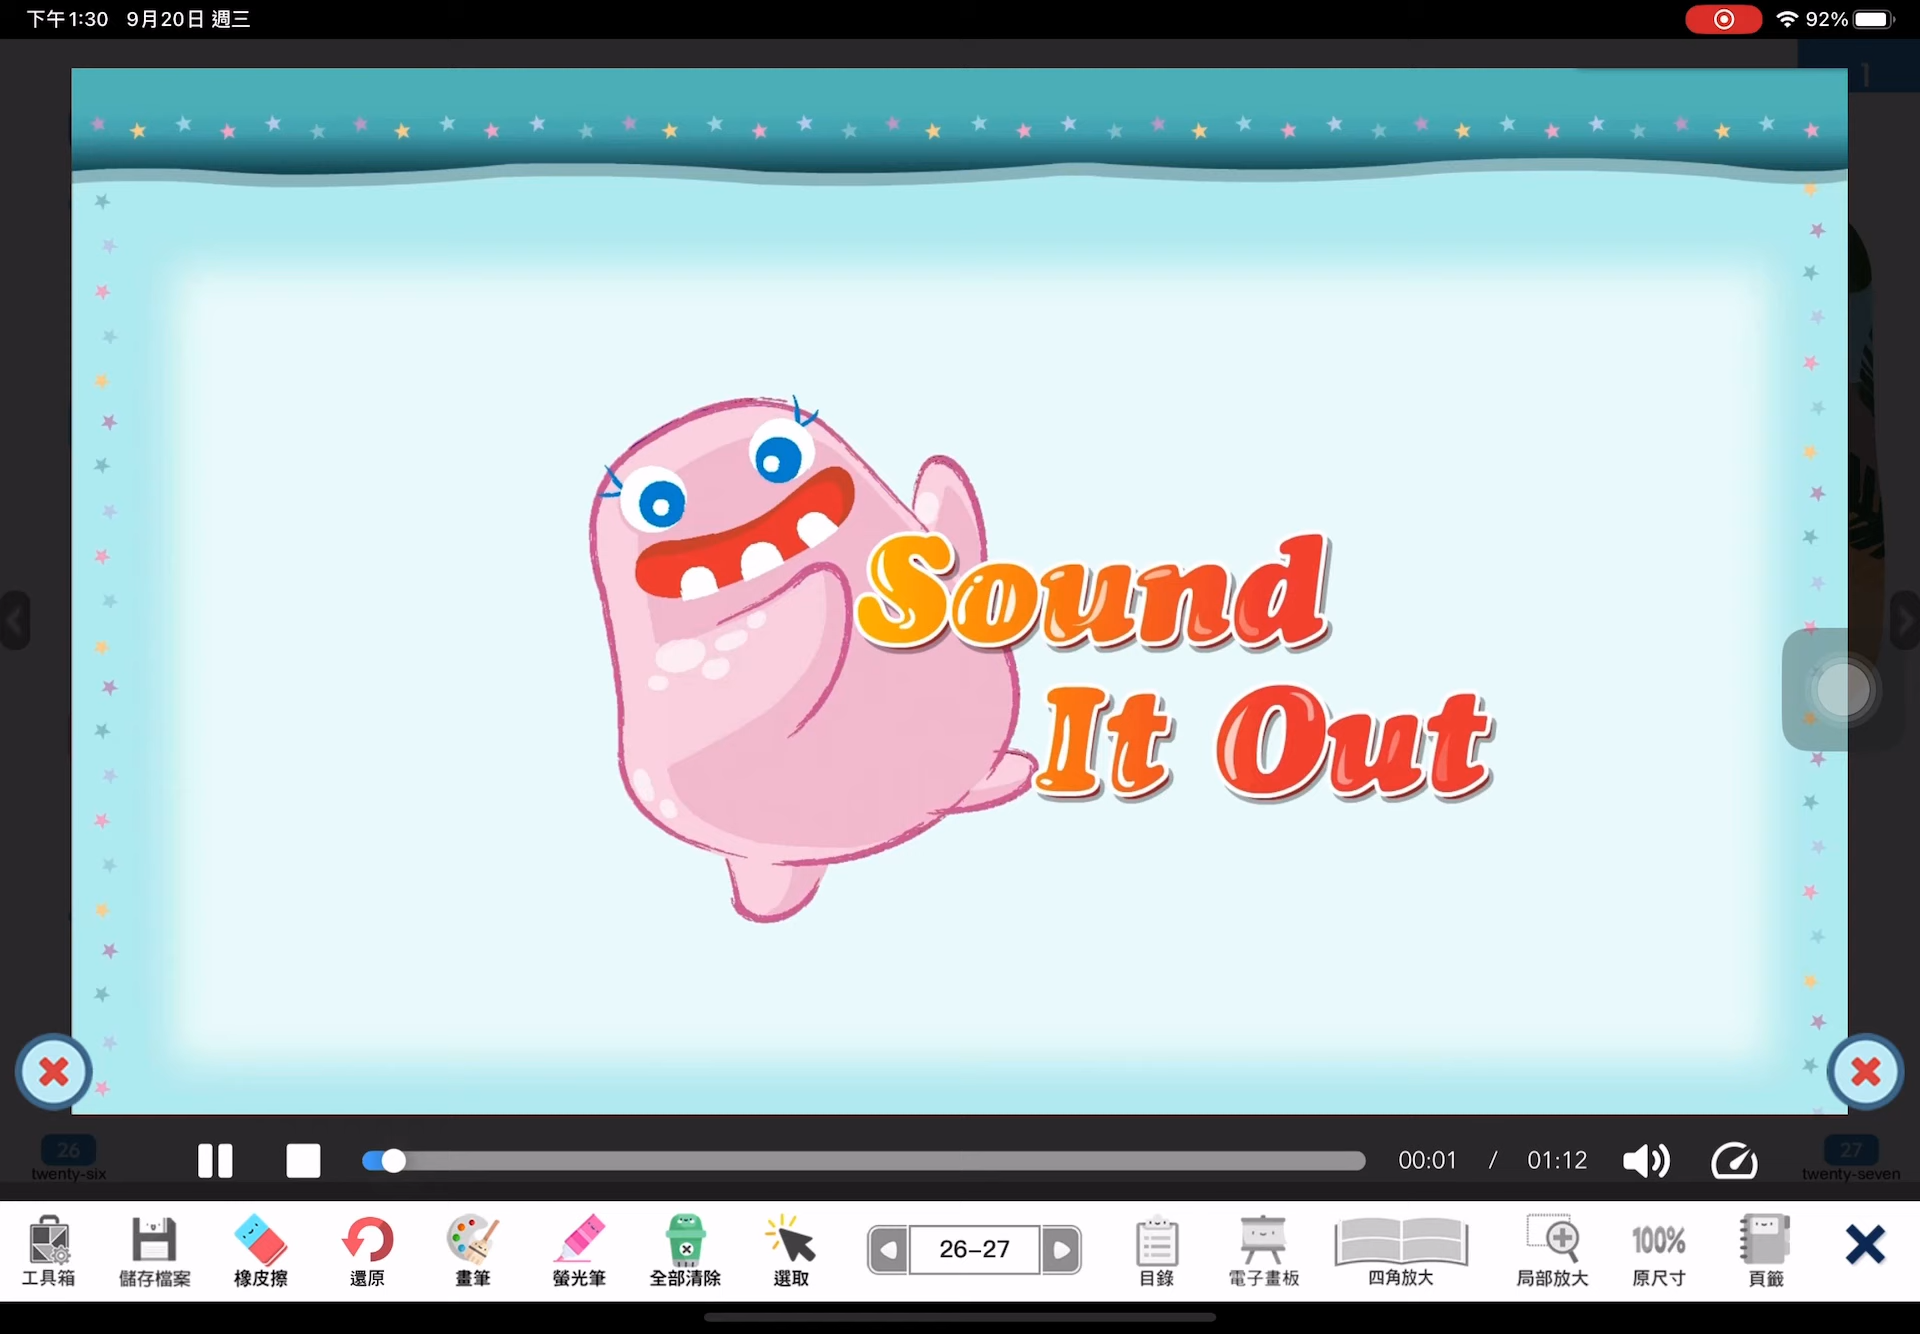 下午1:30 9月20日 週三
92%
1
Sound
It Out
26
twenty-six
00:01 / 01:12
27
twenty-seven
工具箱
儲存檔案
橡皮擦
還原
畫筆
螢光筆
全部清除
選取
26-27
目錄
電子畫板
四角放大
局部放大
100%
原尺寸
頁籤